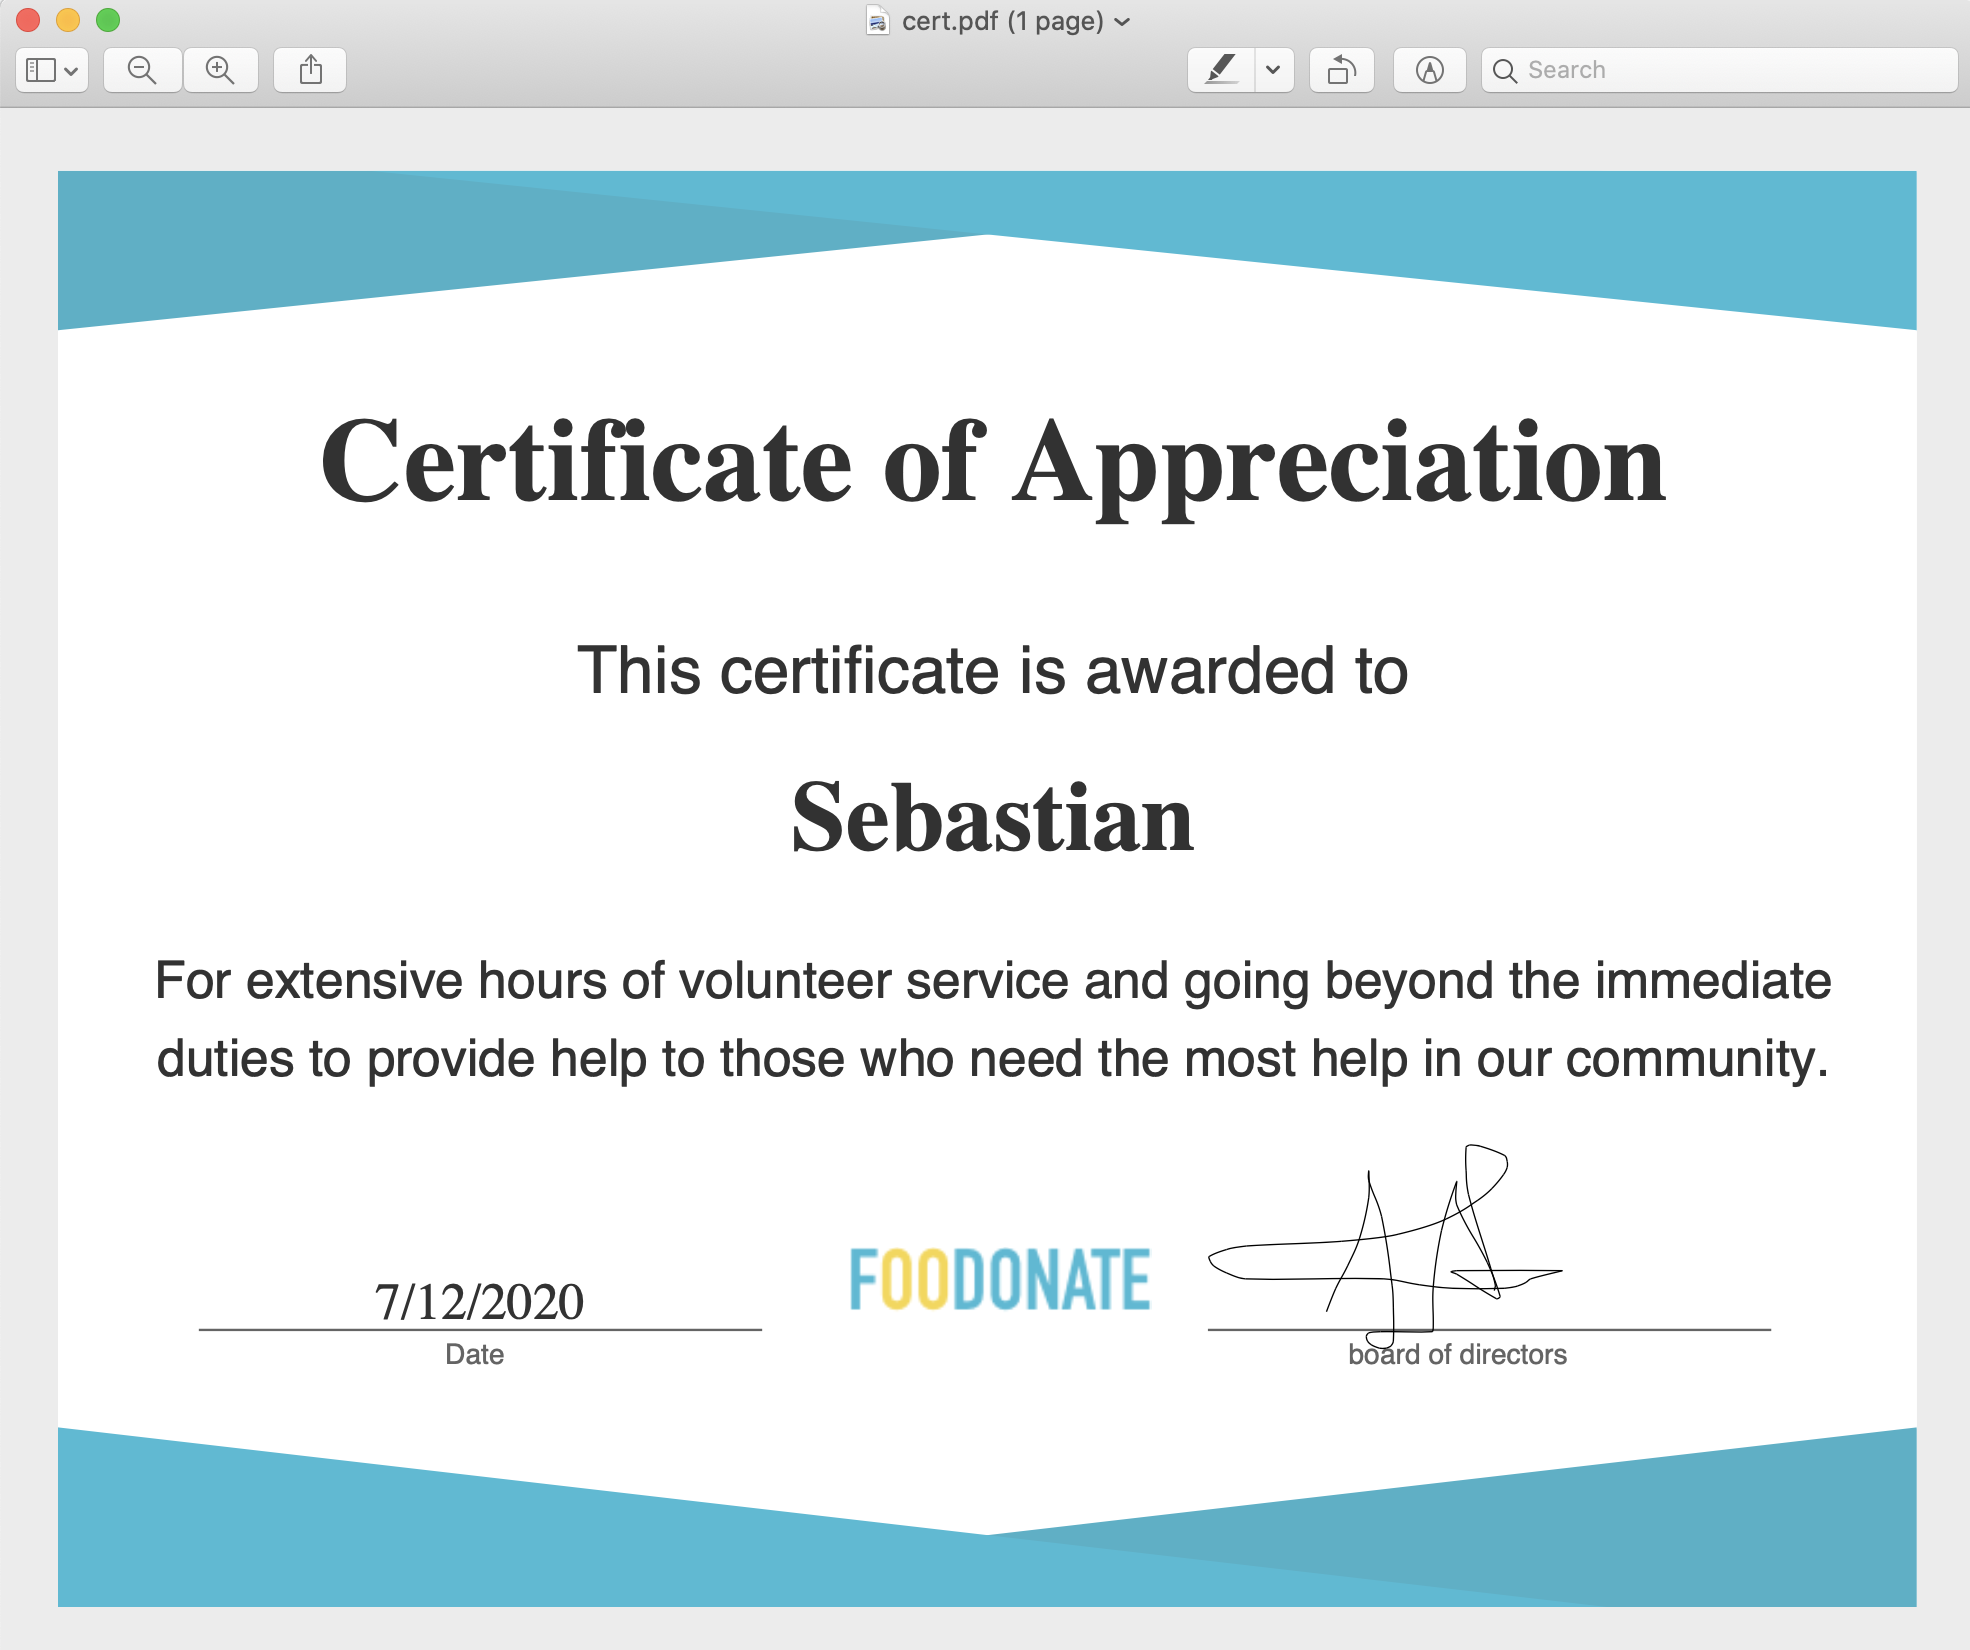 cert.pdf (1 page)
Search
Certificate of Appreciation
This certificate is awarded to
Sebastian
For extensive hours of volunteer service and going beyond the immediate
duties to provide help to those who need the most help in our community.
7/12/2020
Date
FOODONATE
board of directors